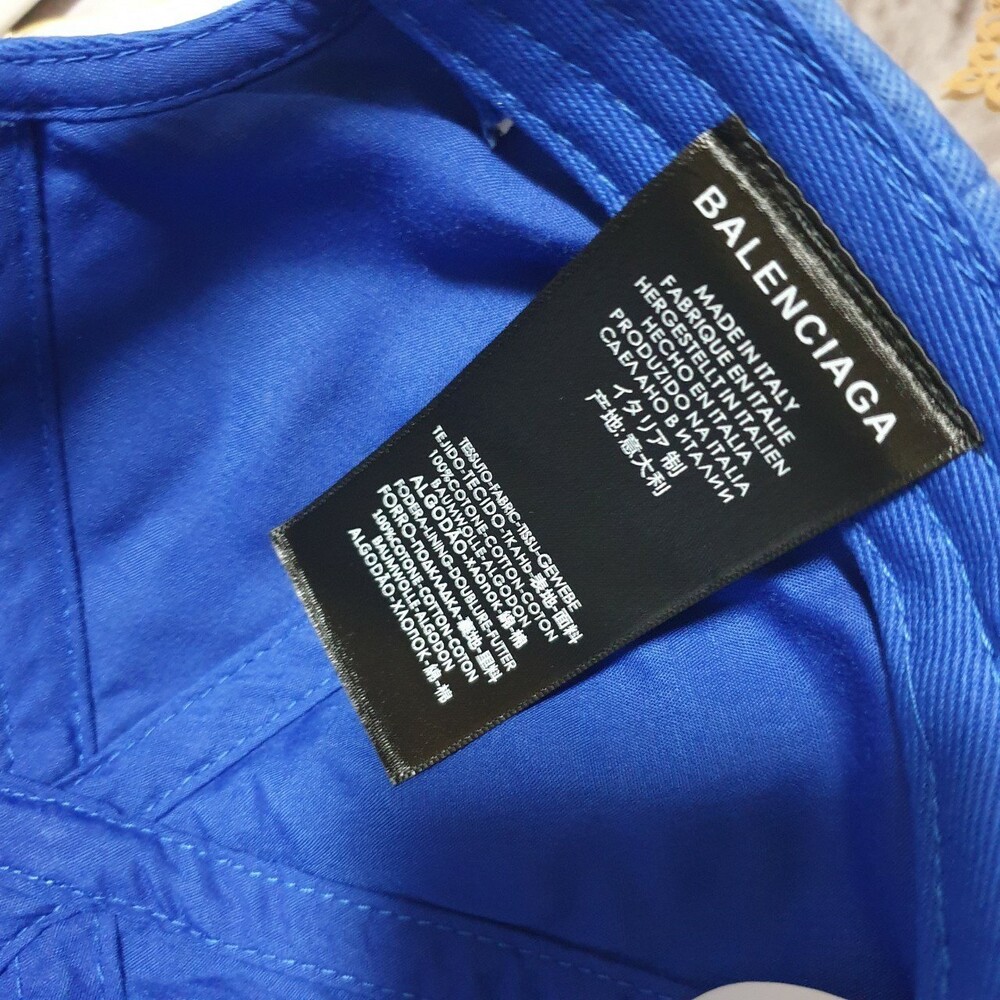 BALENCIAGA
MADE IN ITALY
FABRIQUE EN ITALIE
HERGESTELLT IN ITALIEN
HECHO EN ITALIA
PRODUZIDO NA ITALIA
СДЕЛАНО В ИТАЛИИ
イタリア制
产地:意大利
TESSUTO-FABRIC-TISSU-GEWEBE
TEJIDO-TECIDO-ТКАНЬ-表地-面料
100%COTONE-COTTON-COTON
BAUMWOLLE-ALGODON
ALGODÃO-ХЛОПОК-綿-棉
FODERA-LINING-DOUBLURE-FUTTER
FORRO-ПОДКЛАДКА-裏地-里料
100%COTONE-COTTON-COTON
BAUMWOLLE-ALGODON
ALGODÃO-ХЛОПОК-綿-棉